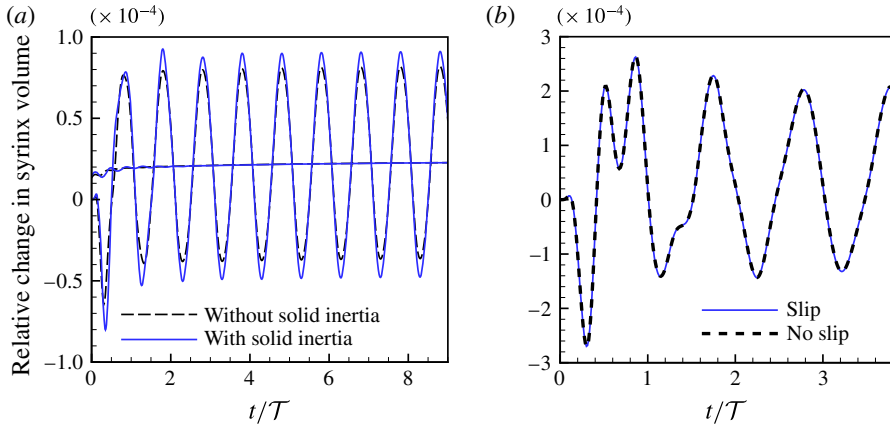 (a)
(× 10−4)
Relative change in syrinx volume
1.0
0.5
0
−0.5
−1.0
Without solid inertia
With solid inertia
0 2 4 6 8
t/T
(b)
(× 10−4)
3
2
1
0
−1
−2
−3
Slip
No slip
0 1 2 3
t/T